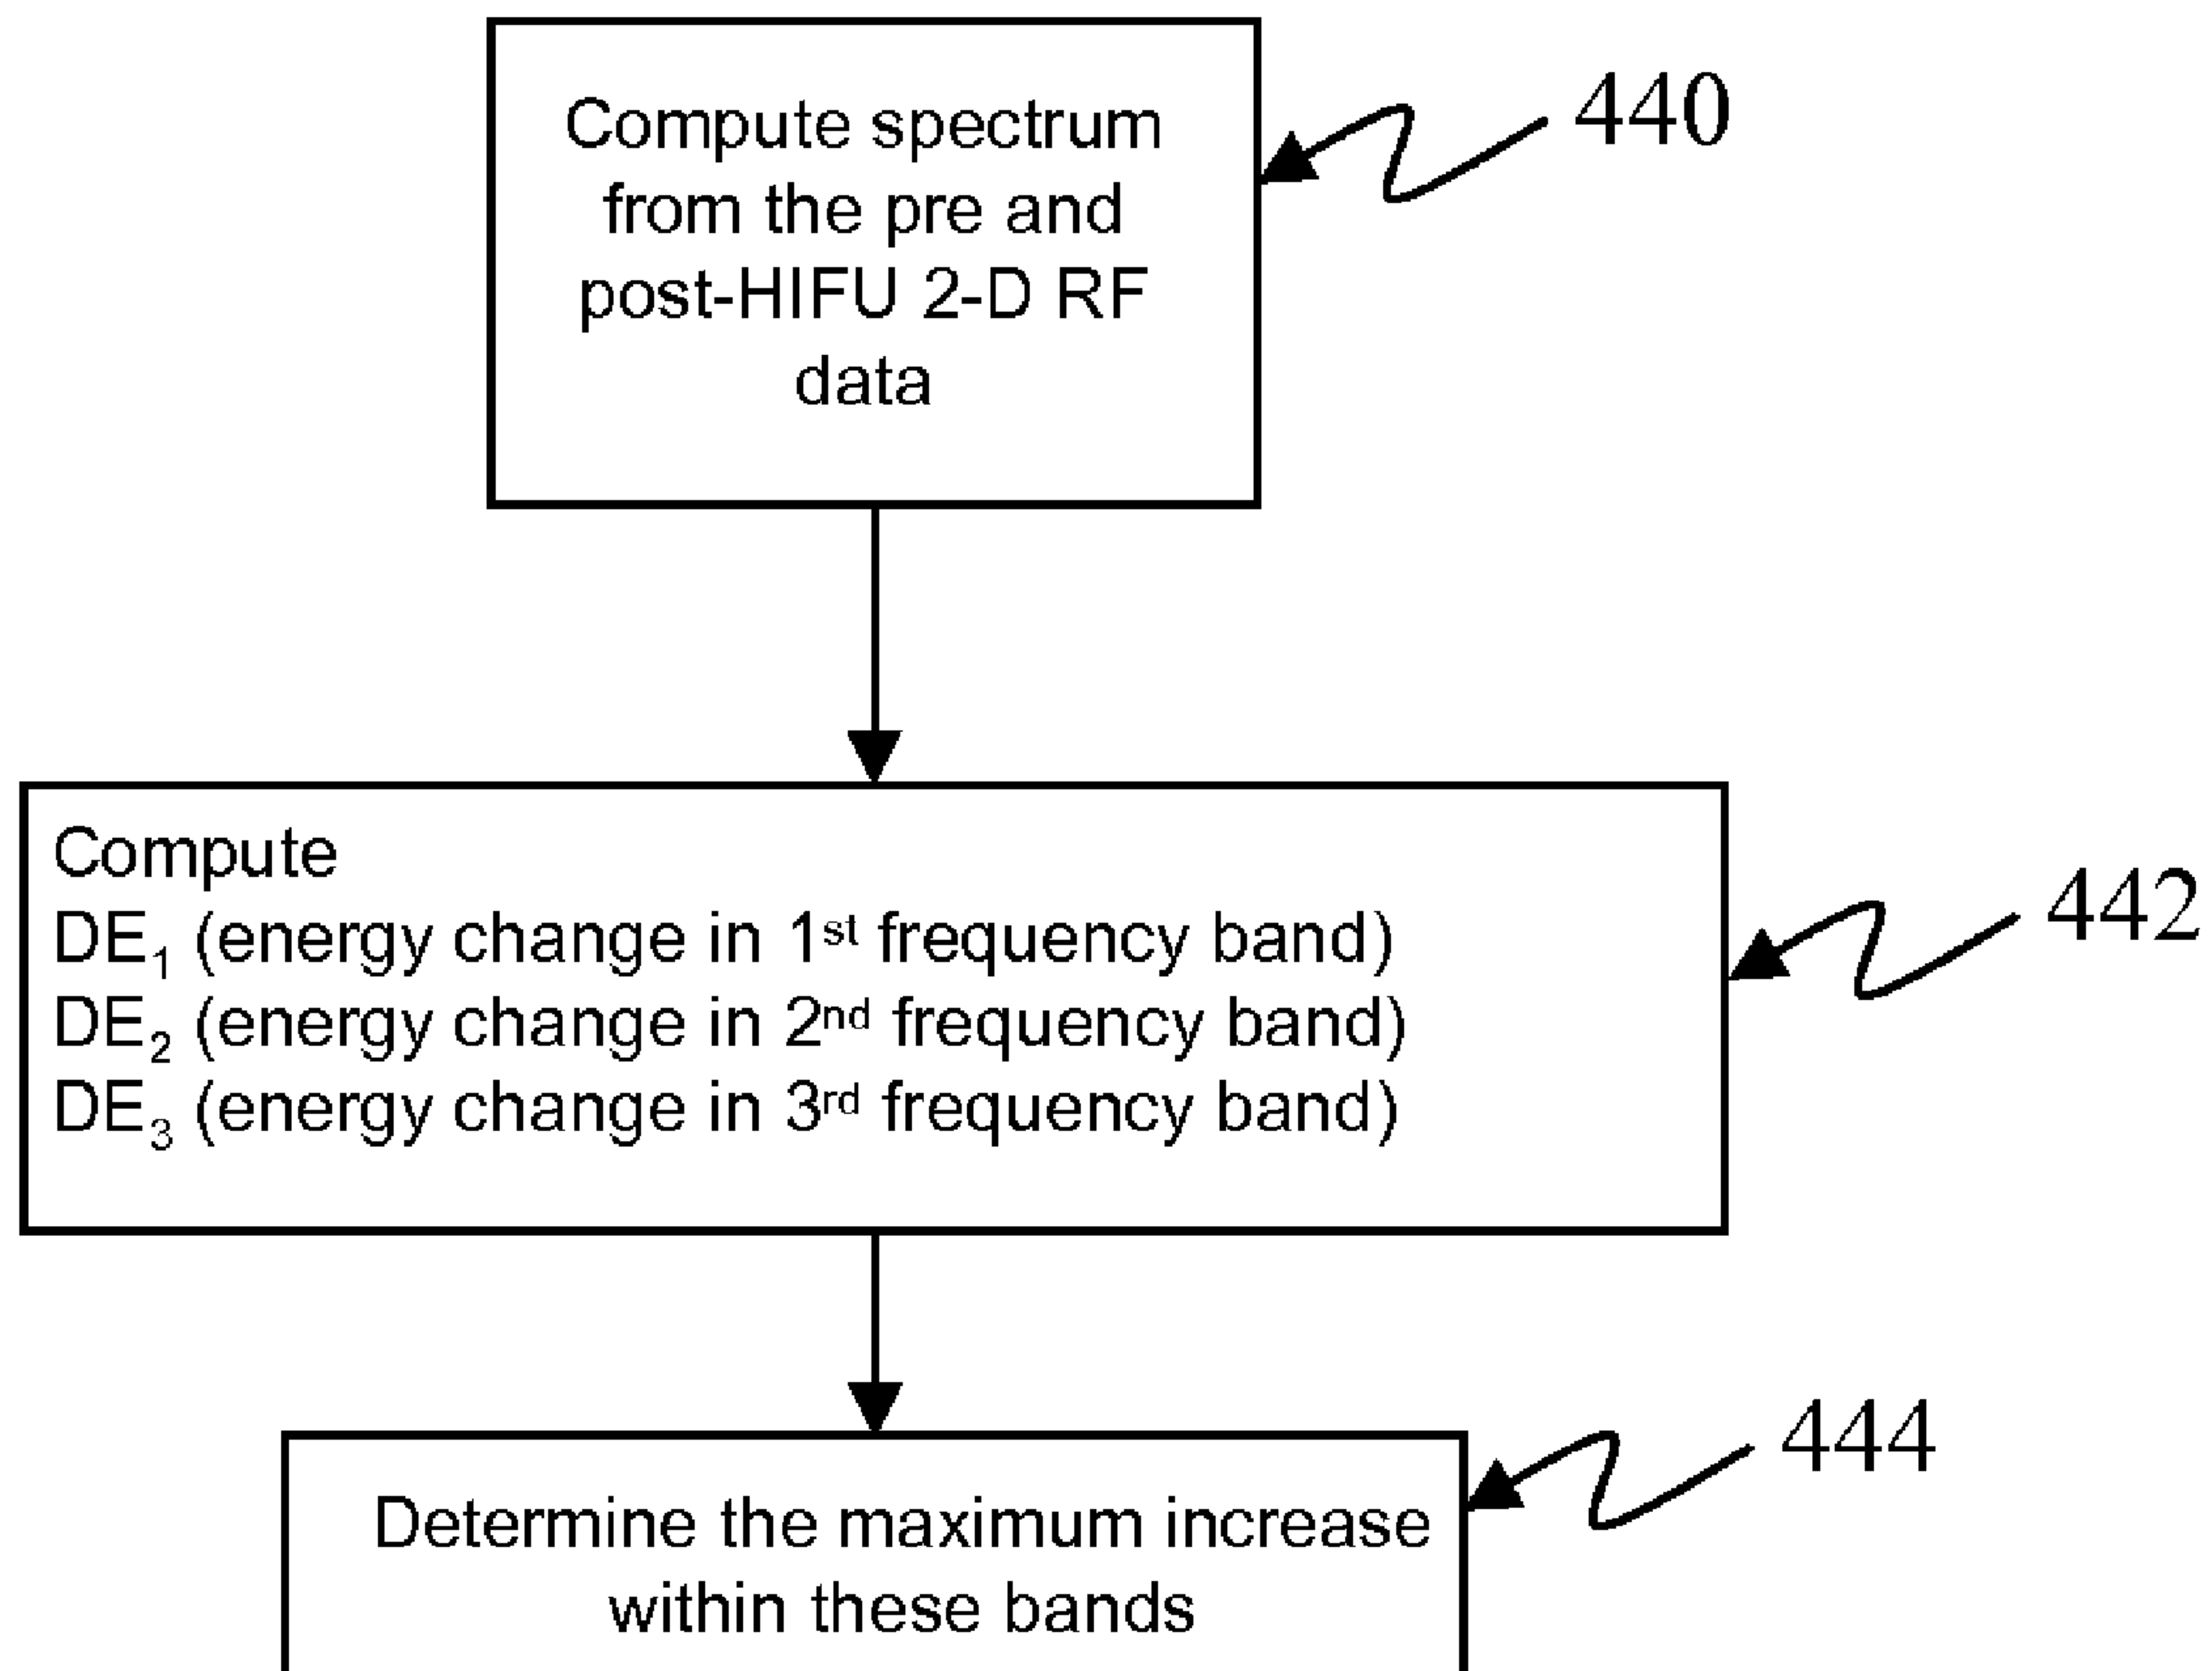 Compute spectrum
from the pre and
post-HIFU 2-D RF
data
440
Compute
DE₁ (energy change in 1ˢᵗ frequency band)
DE₂ (energy change in 2ⁿᵈ frequency band)
DE₃ (energy change in 3ʳᵈ frequency band)
442
Determine the maximum increase
within these bands
444